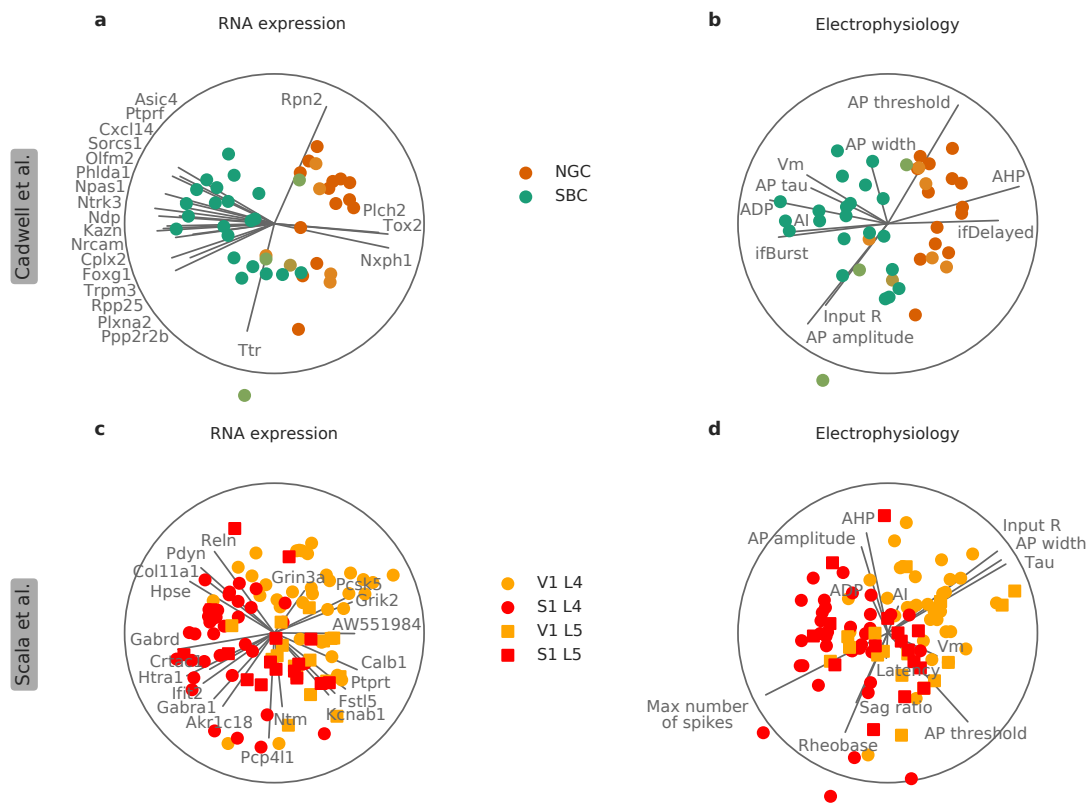 a
RNA expression
b
Electrophysiology
Cadwell et al.
Asic4
Ptprf
Cxcl14
Sorcs1
Olfm2
Phlda1
Npas1
Ntrk3
Ndp
Kazn
Nrcam
Cplx2
Foxg1
Trpm3
Rpp25
Plxna2
Ppp2r2b
Rpn2
Plch2
Tox2
Nxph1
Ttr
NGC
SBC
AP threshold
AP width
Vm
AP tau
ADP
AI
ifBurst
AHP
ifDelayed
Input R
AP amplitude
c
RNA expression
d
Electrophysiology
Scala et al.
Reln
Pdyn
Col11a1
Hpse
Gabrd
Crtac1
Htra1
Ifit2
Gabra1
Akr1c18
Pcp4l1
Ntm
Grin3a
Pcsk5
Grik2
AW551984
Calb1
Ptprt
Fstl5
Kcnab1
V1 L4
S1 L4
V1 L5
S1 L5
AHP
AP amplitude
Input R
AP width
Tau
ADP
AI
Vm
Latency
Max number
of spikes
Sag ratio
Rheobase
AP threshold